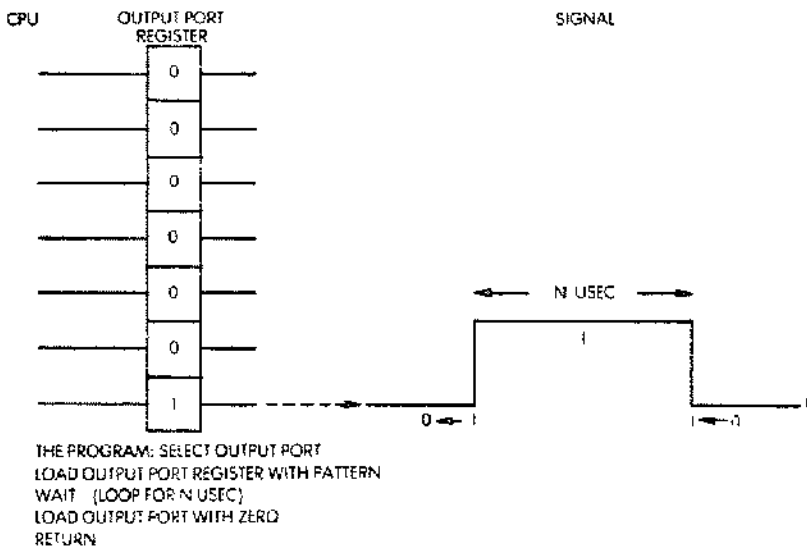 CPU
OUTPUT PORT
REGISTER
SIGNAL
0
0
0
0
0
0
1
N USEC
1
0
0
THE PROGRAM: SELECT OUTPUT PORT
LOAD OUTPUT PORT REGISTER WITH PATTERN
WAIT (LOOP FOR N USEC)
LOAD OUTPUT PORT WITH ZERO
RETURN